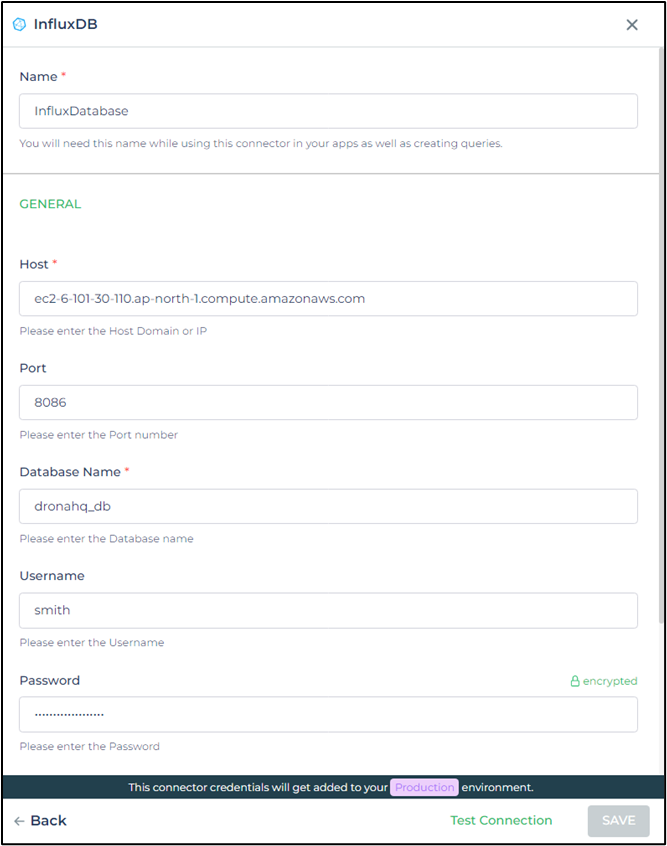 InfluxDB
Name *
InfluxDatabase
You will need this name while using this connector in your apps as well as creating queries.
GENERAL
Host *
ec2-6-101-30-110.ap-north-1.compute.amazonaws.com
Please enter the Host Domain or IP
Port
8086
Please enter the Port number
Database Name *
dronahq_db
Please enter the Database name
Username
smith
Please enter the Username
Password encrypted
•••••••••••••••••••
Please enter the Password
This connector credentials will get added to your Production environment.
← Back Test Connection SAVE